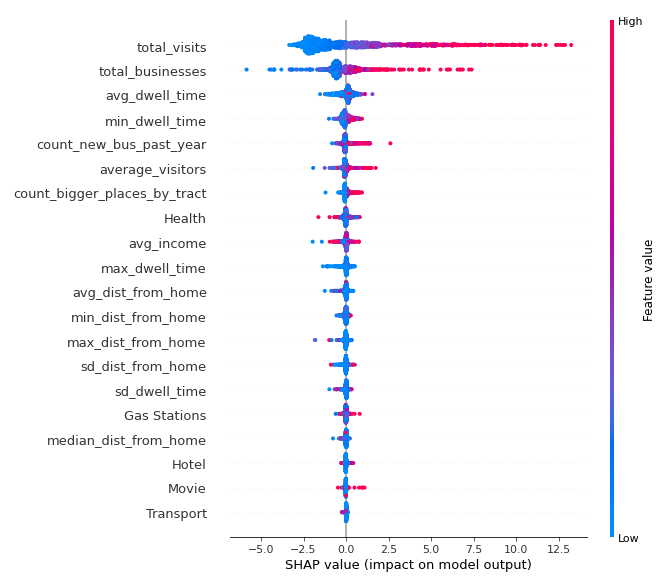 High
total_visits
total_businesses
avg_dwell_time
min_dwell_time
count_new_bus_past_year
average_visitors
count_bigger_places_by_tract
Health
avg_income
max_dwell_time
avg_dist_from_home
min_dist_from_home
max_dist_from_home
sd_dist_from_home
sd_dwell_time
Gas Stations
median_dist_from_home
Hotel
Movie
Transport
Feature value
Low
−5.0 −2.5 0.0 2.5 5.0 7.5 10.0 12.5
SHAP value (impact on model output)